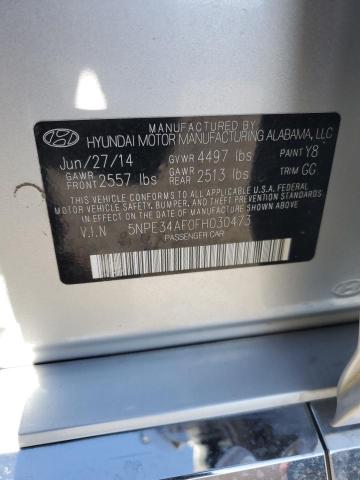 MFD BY
HYUNDAI MOTOR MANUFACTURING ALABAMA, LLC
Jun/27/14 GVWR 4497 lbs PAINT Y8
GAWR FRONT 2557 lbs GAWR REAR 2513 lbs TRIM GG
THIS VEHICLE CONFORMS TO ALL APPLICABLE U.S.A. FEDERAL
MOTOR VEHICLE SAFETY, BUMPER, AND THEFT PREVENTION
STANDARDS IN EFFECT ON THE DATE OF MANUFACTURE SHOWN ABOVE.
V.I.N 5NPE34AF0FH030473
PASSENGER CAR